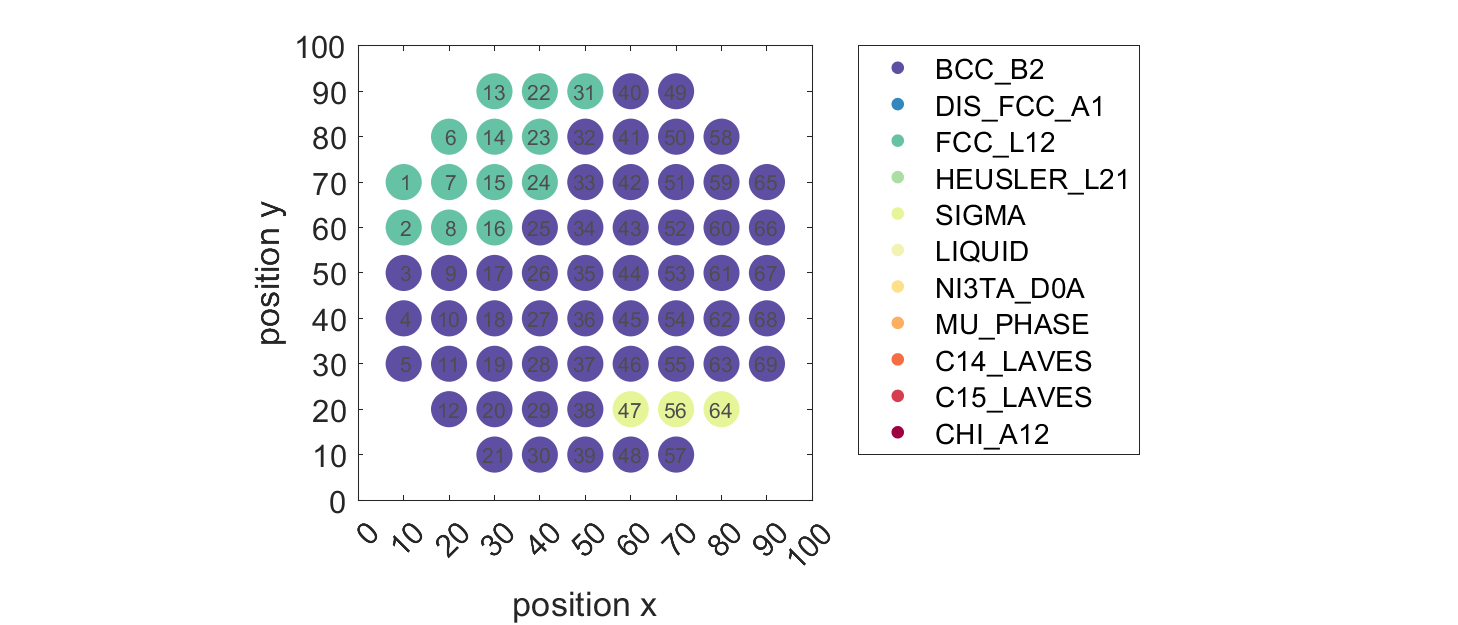 100
90
80
70
60
50
40
30
20
10
0
13 22 31 40 49
6 14 23 32 41 50 58
1 7 15 24 33 42 51 59 65
2 8 16 25 34 43 52 60 66
3 9 17 26 35 44 53 61 67
4 10 18 27 36 45 54 62 68
5 11 19 28 37 46 55 63 69
12 20 29 38 47 56 64
21 30 39 48 57
0 10 20 30 40 50 60 70 80 90 100
position y
position x
BCC_B2
DIS_FCC_A1
FCC_L12
HEUSLER_L21
SIGMA
LIQUID
NI3TA_D0A
MU_PHASE
C14_LAVES
C15_LAVES
CHI_A12